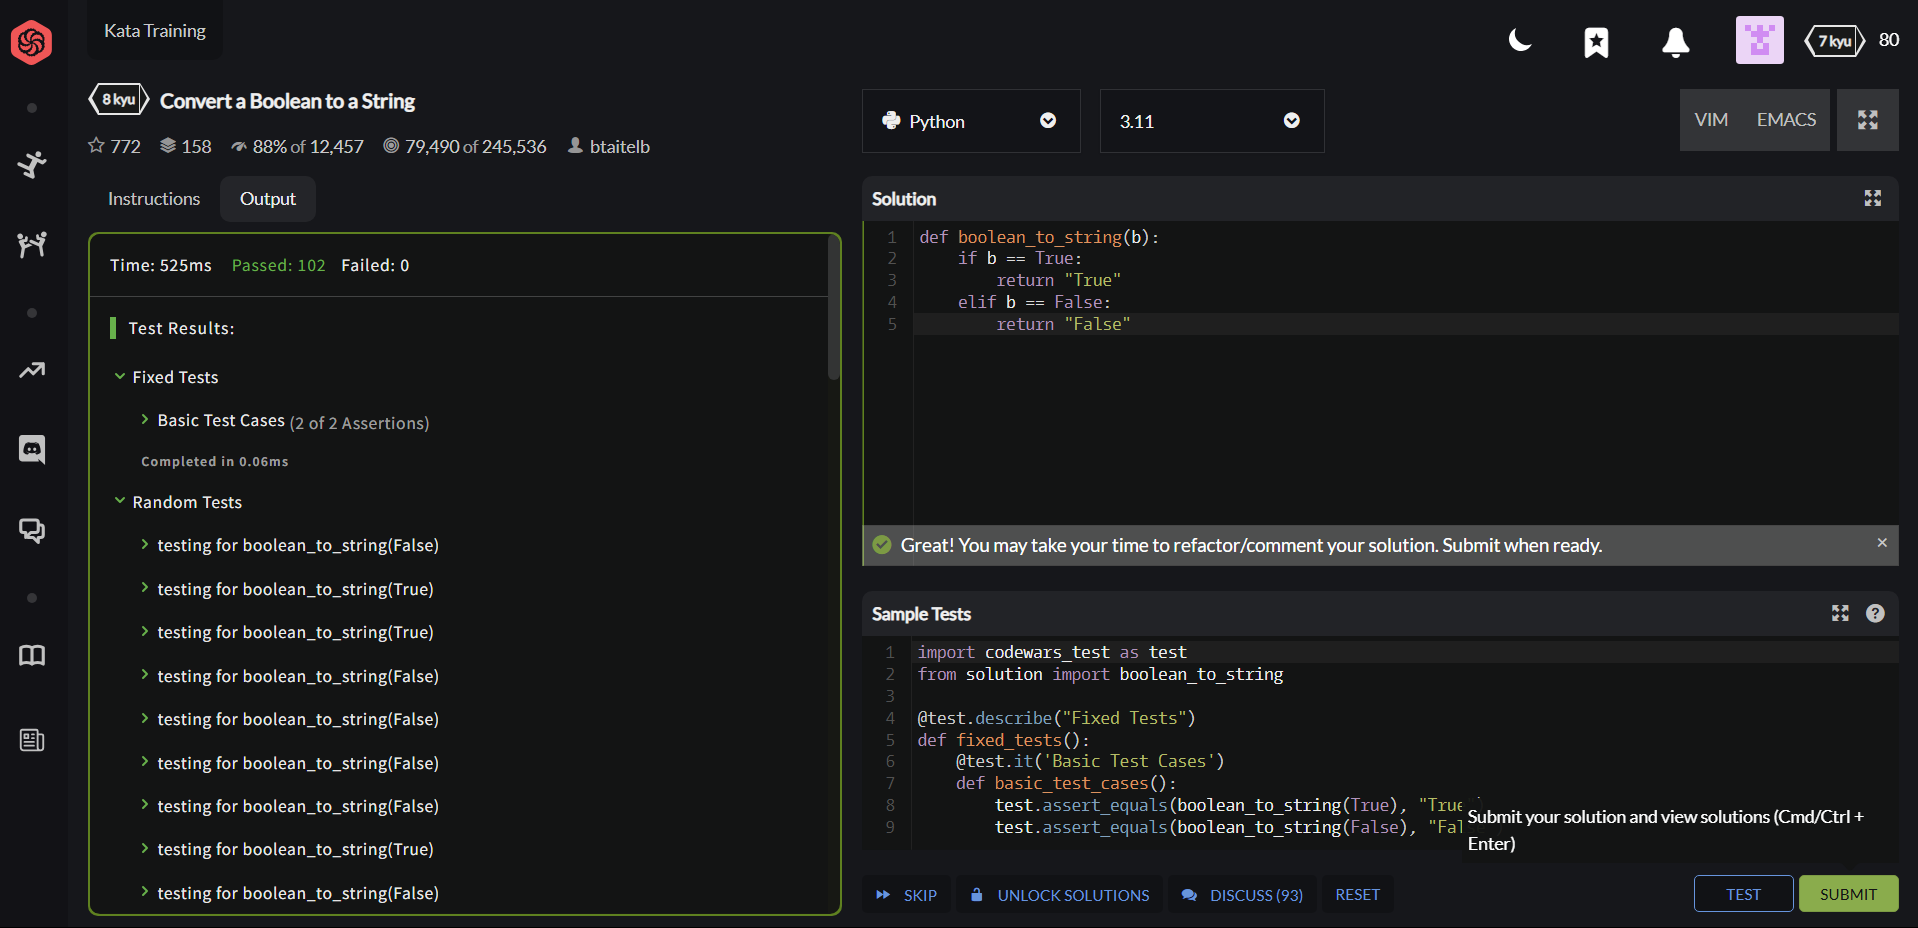 Kata Training
7 kyu 80
8 kyu Convert a Boolean to a String
772 158 88% of 12,457 79,490 of 245,536 btaitelb
Python 3.11
VIM EMACS
Instructions Output
Time: 525ms Passed: 102 Failed: 0
Test Results:
Fixed Tests
Basic Test Cases (2 of 2 Assertions)
Completed in 0.06ms
Random Tests
testing for boolean_to_string(False)
testing for boolean_to_string(True)
testing for boolean_to_string(True)
testing for boolean_to_string(False)
testing for boolean_to_string(False)
testing for boolean_to_string(False)
testing for boolean_to_string(False)
testing for boolean_to_string(True)
testing for boolean_to_string(False)
Solution
1 def boolean_to_string(b):
2     if b == True:
3         return "True"
4     elif b == False:
5         return "False"
Great! You may take your time to refactor/comment your solution. Submit when ready.
Sample Tests
1 import codewars_test as test
2 from solution import boolean_to_string
3
4 @test.describe("Fixed Tests")
5 def fixed_tests():
6     @test.it('Basic Test Cases')
7     def basic_test_cases():
8         test.assert_equals(boolean_to_string(True), "True
9         test.assert_equals(boolean_to_string(False), "Fal
Submit your solution and view solutions (Cmd/Ctrl +
Enter)
SKIP UNLOCK SOLUTIONS DISCUSS (93) RESET
TEST SUBMIT